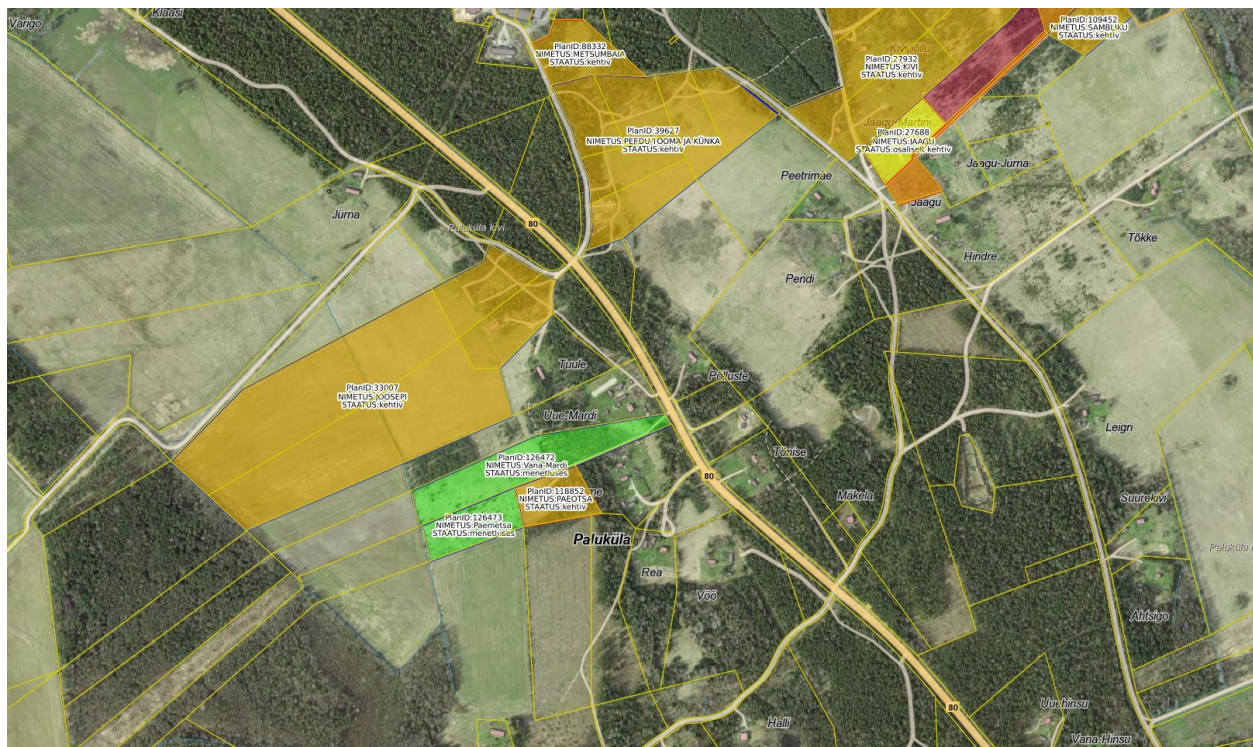 Klaasi
Varigo
PlanID:88332
NIMETUS:METSUMBAIA
STAATUS:kehtiv
PlanID:109452
NIMETUS:SAMBLIKU
STAATUS:kehtiv
Kivipõllu
PlanID:27932
NIMETUS:KIVI
STAATUS:kehtiv
Jaagu-Martini
PlanID:27688
NIMETUS:JAAGU
STAATUS:osaliselt kehtiv
PlanID:39627
NIMETUS:PEEDU-TOOMA JA KÜNKA
STAATUS:kehtiv
Jaagu-Jürna
Peetrimäe
Jaagu
Jürna
80
Paluküla kivi
Tõkke
Hindre
Pendi
Tuule
Põlluste
PlanID:33007
NIMETUS:JOOSEPI
STAATUS:kehtiv
Uue-Mardi
Leigri
Tõnise
PlanID:126472
NIMETUS:Vana-Mardi
STAATUS:menetluses
80
PlanID:118852
NIMETUS:PAEOTSA
STAATUS:kehtiv
Mäkela
Suurekivi
PlanID:126473
NIMETUS:Paemetsa
STAATUS:menetluses
Paluküla
Paluküla
Rea
Vöö
Ahtsigo
80
Uuehinsu
Halli
Vana-Hinsu